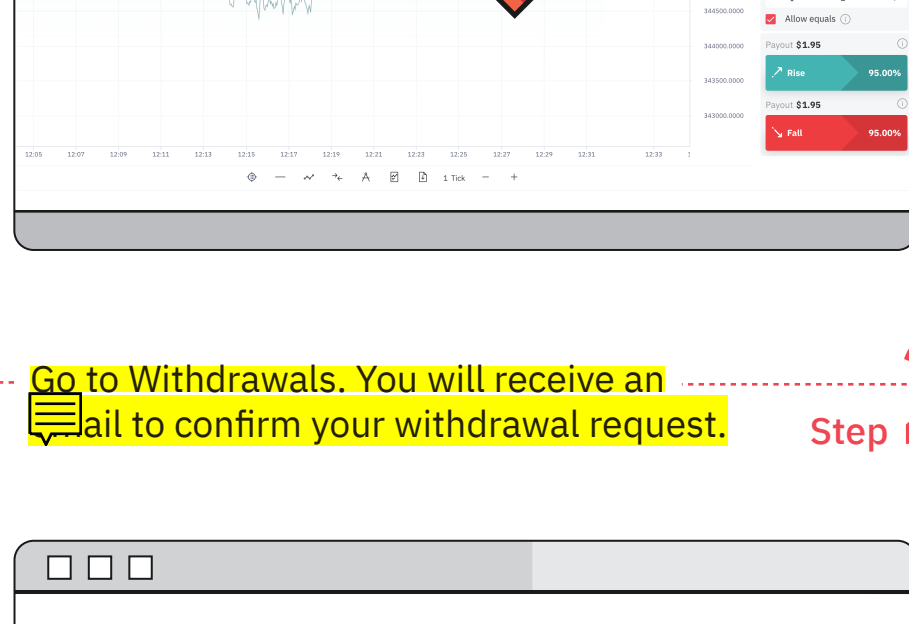 344500.0000
Allow equals
344000.0000
Payout $1.95
343500.0000
Rise 95.00%
Payout $1.95
343000.0000
Fall 95.00%
12:05 12:07 12:09 12:11 12:13 12:15 12:17 12:19 12:21 12:23 12:25 12:27 12:29 12:31 12:33
1 Tick
Go to Withdrawals. You will receive an
ail to confirm your withdrawal request.
Step